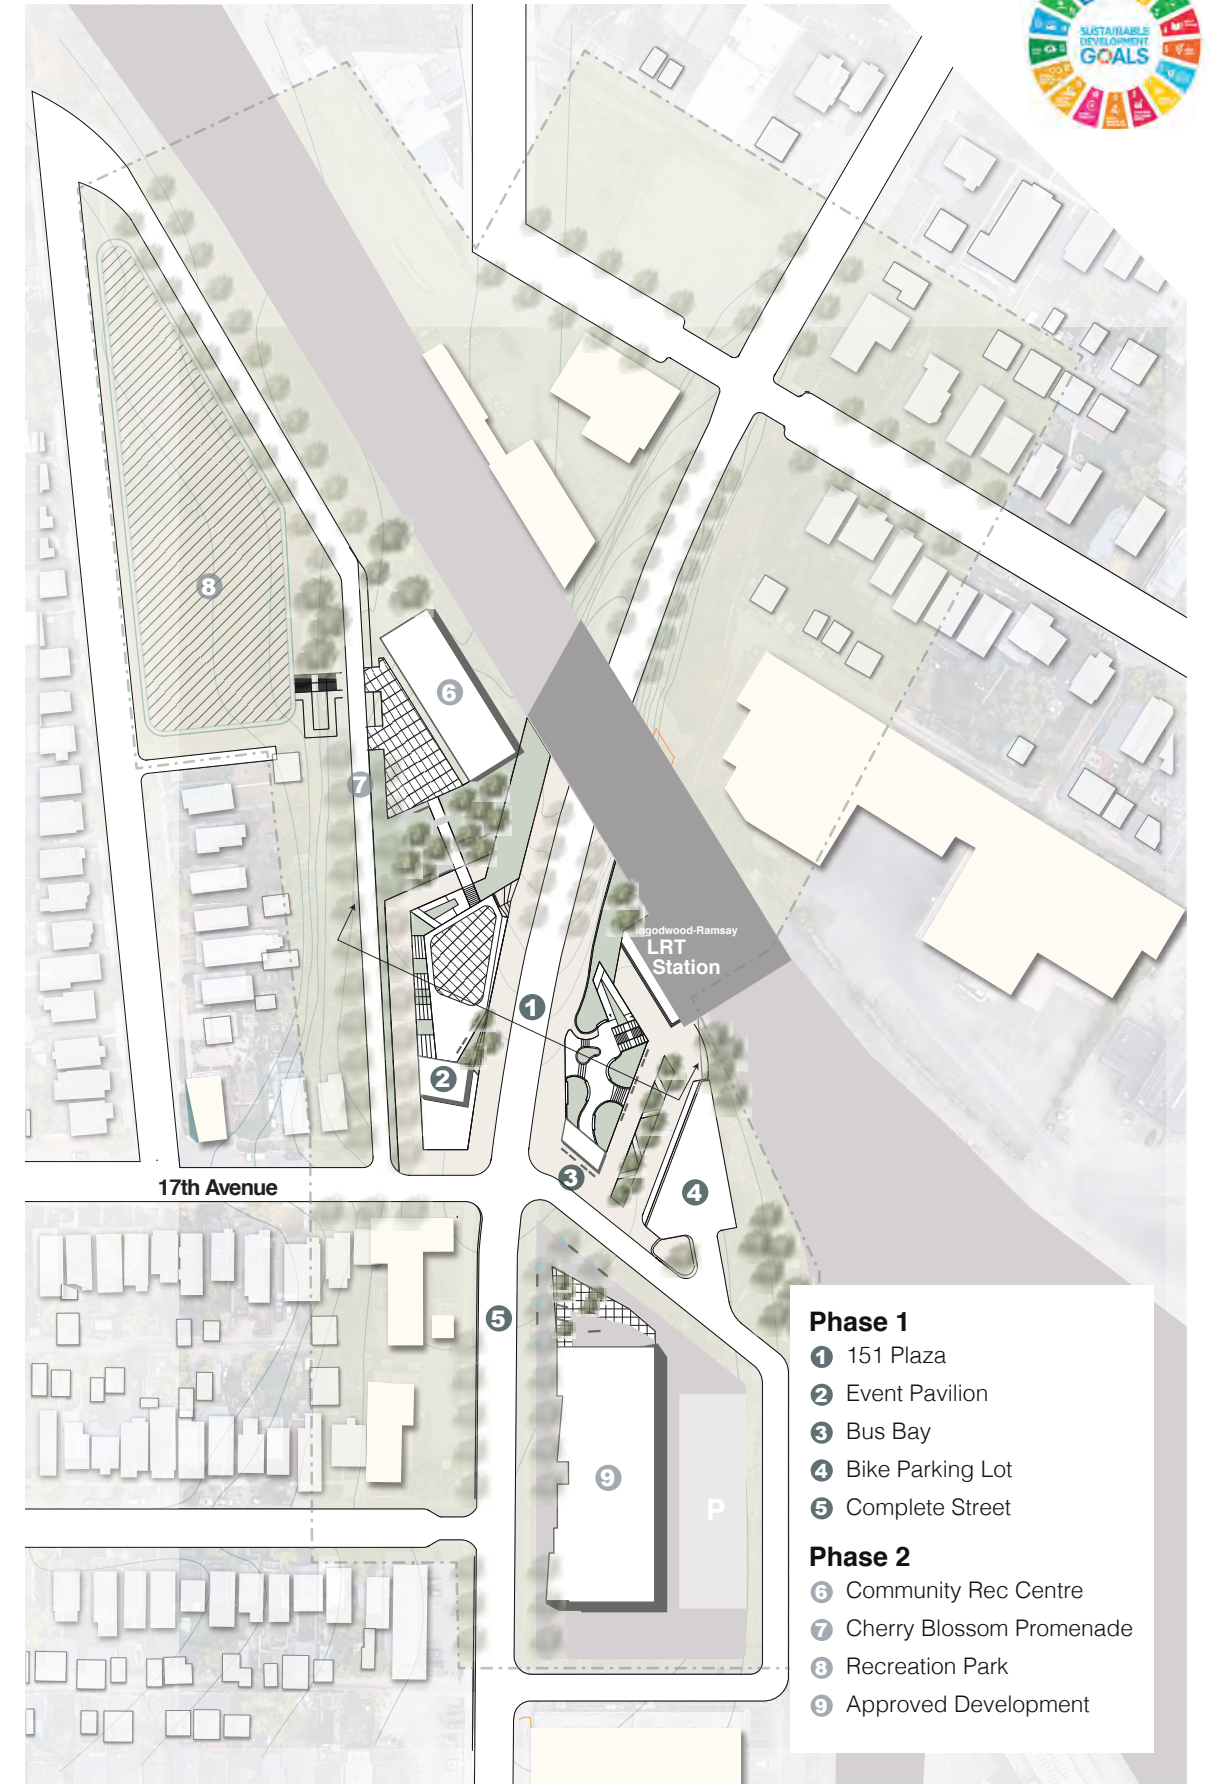 SUSTAINABLE
DEVELOPMENT
GOALS
8
6
7
ngodwood-Ramsay
LRT
Station
1
2
3
4
17th Avenue
5
9
P
Phase 1
1 151 Plaza
2 Event Pavilion
3 Bus Bay
4 Bike Parking Lot
5 Complete Street
Phase 2
6 Community Rec Centre
7 Cherry Blossom Promenade
8 Recreation Park
9 Approved Development